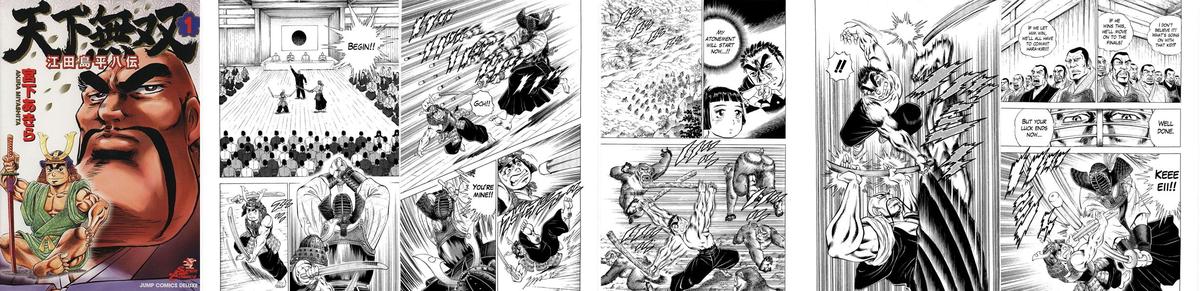 天下無双
1
江田島平八伝
宮下あきら
AKIRA MIYASHITA
JUMP COMICS DELUXE
BEGIN!!
GO!!
YOU'RE
MINE!!
MY
ATONEMENT
WILL
START
NOW...!!
!!
I DON'T
BELIEVE IT!
WHAT'S GOING
ON WITH
THAT KID?
IF HE
WINS THIS,
HE'LL MOVE
ON TO THE
FINALS!
IF HE LET
HIM WIN,
WE'LL ALL HAVE
TO COMMIT
HARA-KIRI!
WELL
DONE.
BUT YOUR
LUCK ENDS
NOW...
KEEE
EII!!